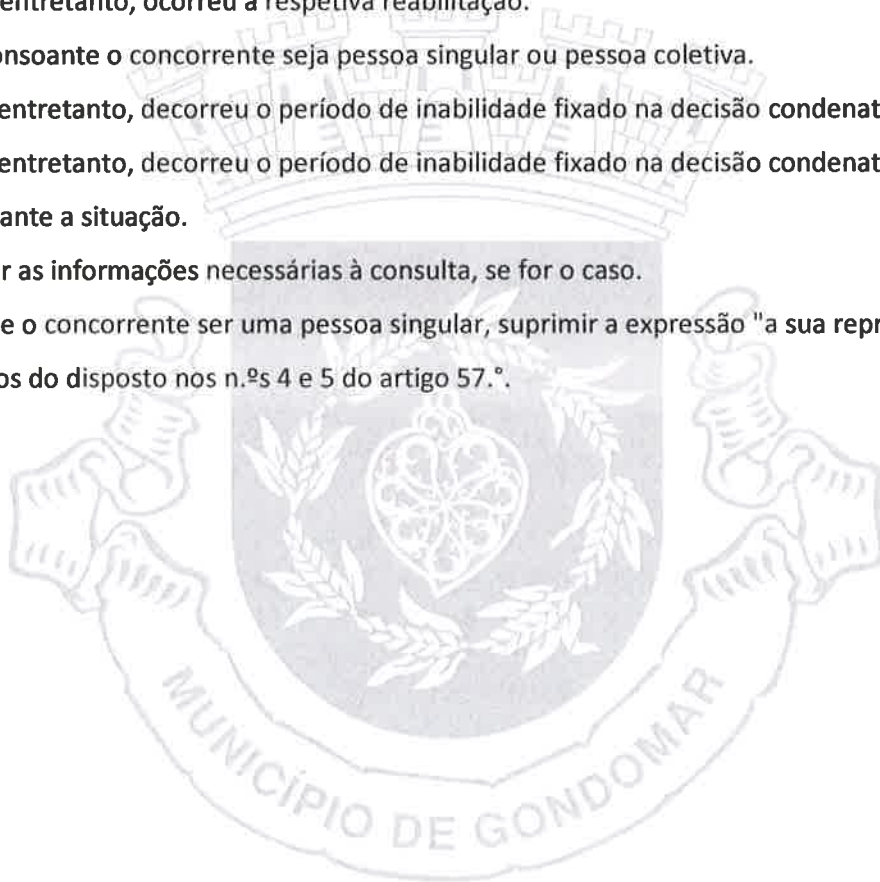 entretanto, ocorreu a respetiva reabilitação.
onsoante o concorrente seja pessoa singular ou pessoa coletiva.
entretanto, decorreu o período de inabilidade fixado na decisão condenat
entretanto, decorreu o período de inabilidade fixado na decisão condenat
ante a situação.
r as informações necessárias à consulta, se for o caso.
e o concorrente ser uma pessoa singular, suprimir a expressão "a sua repr
os do disposto nos n.ºs 4 e 5 do artigo 57.°.
MUNICÍPIO DE GONDOMAR